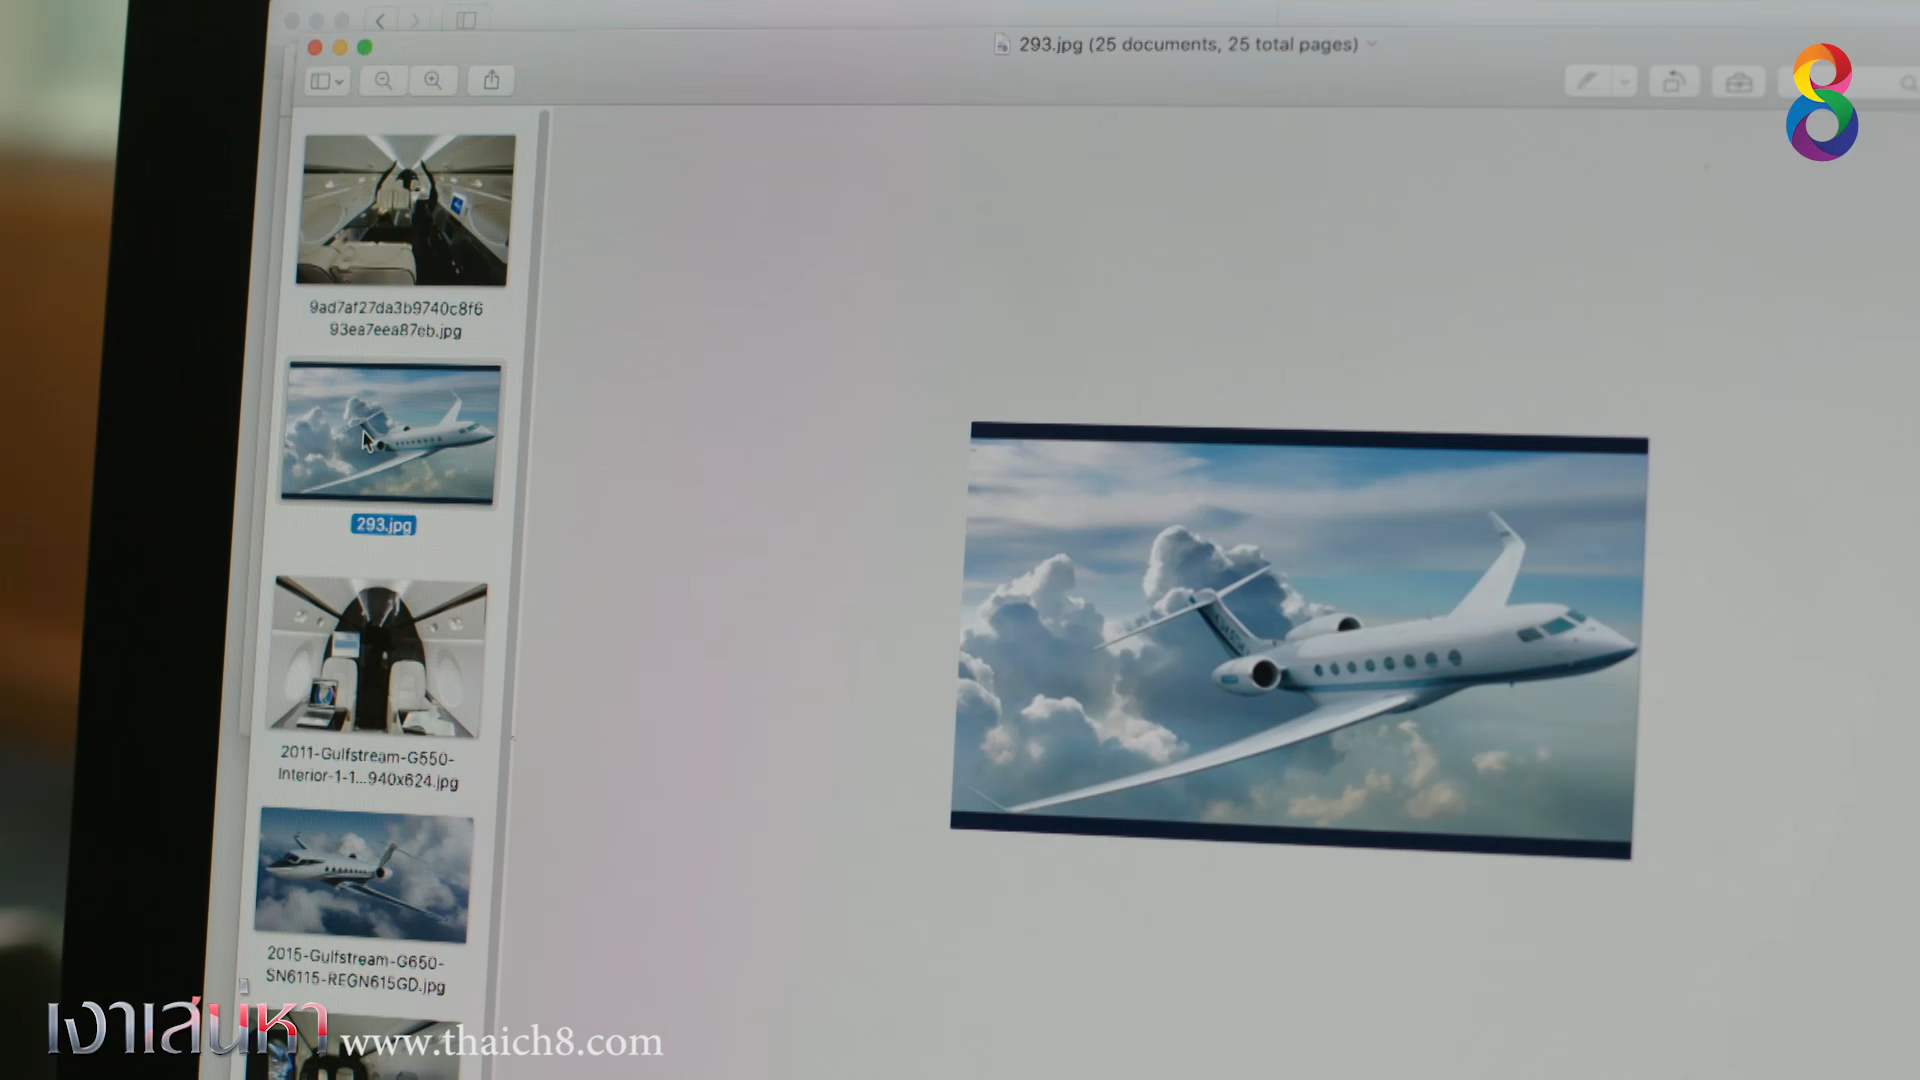 293.jpg (25 documents, 25 total pages)
8
9ad7af27da3b9740c8f6
93ea7eea87eb.jpg
293.jpg
2011-Gulfstream-G550-
Interior-1-1...940x624.jpg
2015-Gulfstream-G650-
SN6115-REGN615GD.jpg
เงาเสน่หา
www.thaich8.com